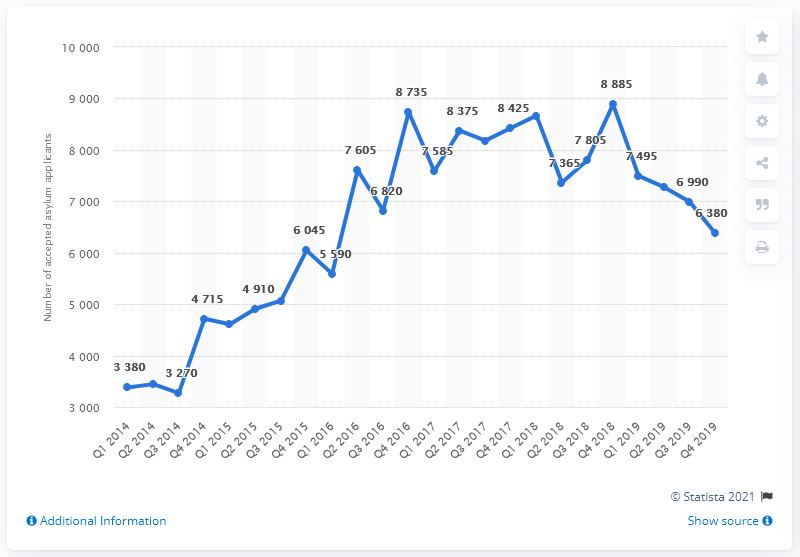 10 000
9 000
8 000
7 000
6 000
5 000
4 000
3 000
Number of accepted asylum applicants
3 380
3 270
4 715
4 910
6 045
5 590
7 605
6 820
8 735
7 585
8 375
8 425
7 365
7 805
8 885
7 495
6 990
6 380
Q1 2014
Q2 2014
Q3 2014
Q4 2014
Q1 2015
Q2 2015
Q3 2015
Q4 2015
Q1 2016
Q2 2016
Q3 2016
Q4 2016
Q1 2017
Q2 2017
Q3 2017
Q4 2017
Q1 2018
Q2 2018
Q3 2018
Q4 2018
Q1 2019
Q2 2019
Q3 2019
Q4 2019
© Statista 2021
Additional Information
Show source